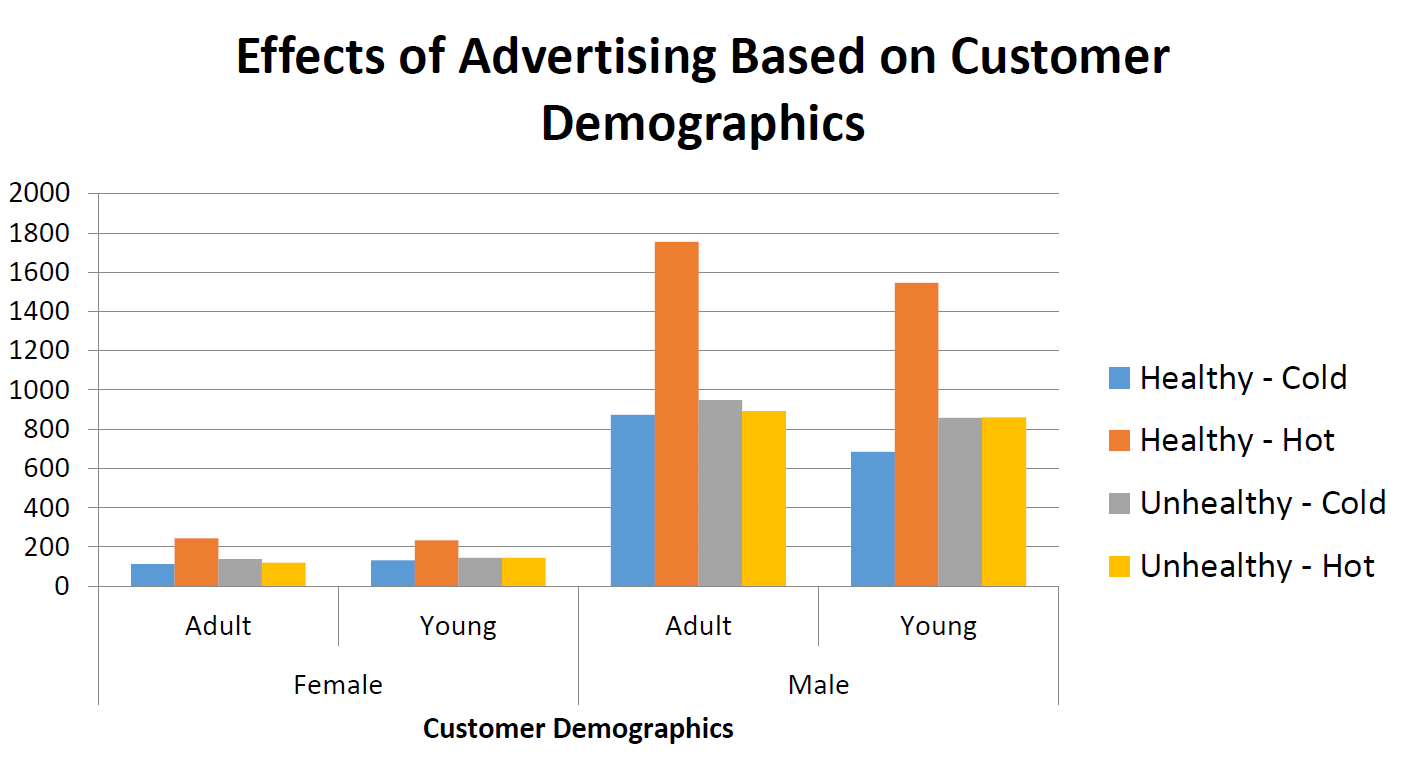 Effects of Advertising Based on Customer
Demographics
2000
1800
1600
1400
1200
1000
800
600
400
200
0
Adult
Young
Adult
Young
Female
Male
Customer Demographics
Healthy - Cold
Healthy - Hot
Unhealthy - Cold
Unhealthy - Hot